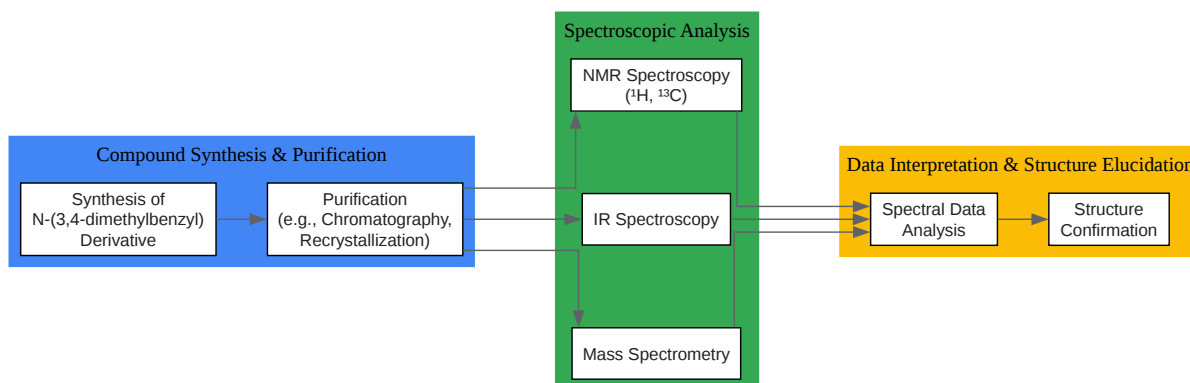 Compound Synthesis & Purification
Synthesis of
N-(3,4-dimethylbenzyl)
Derivative
Purification
(e.g., Chromatography,
Recrystallization)
Spectroscopic Analysis
NMR Spectroscopy
(¹H, ¹³C)
IR Spectroscopy
Mass Spectrometry
Data Interpretation & Structure Elucidation
Spectral Data
Analysis
Structure
Confirmation